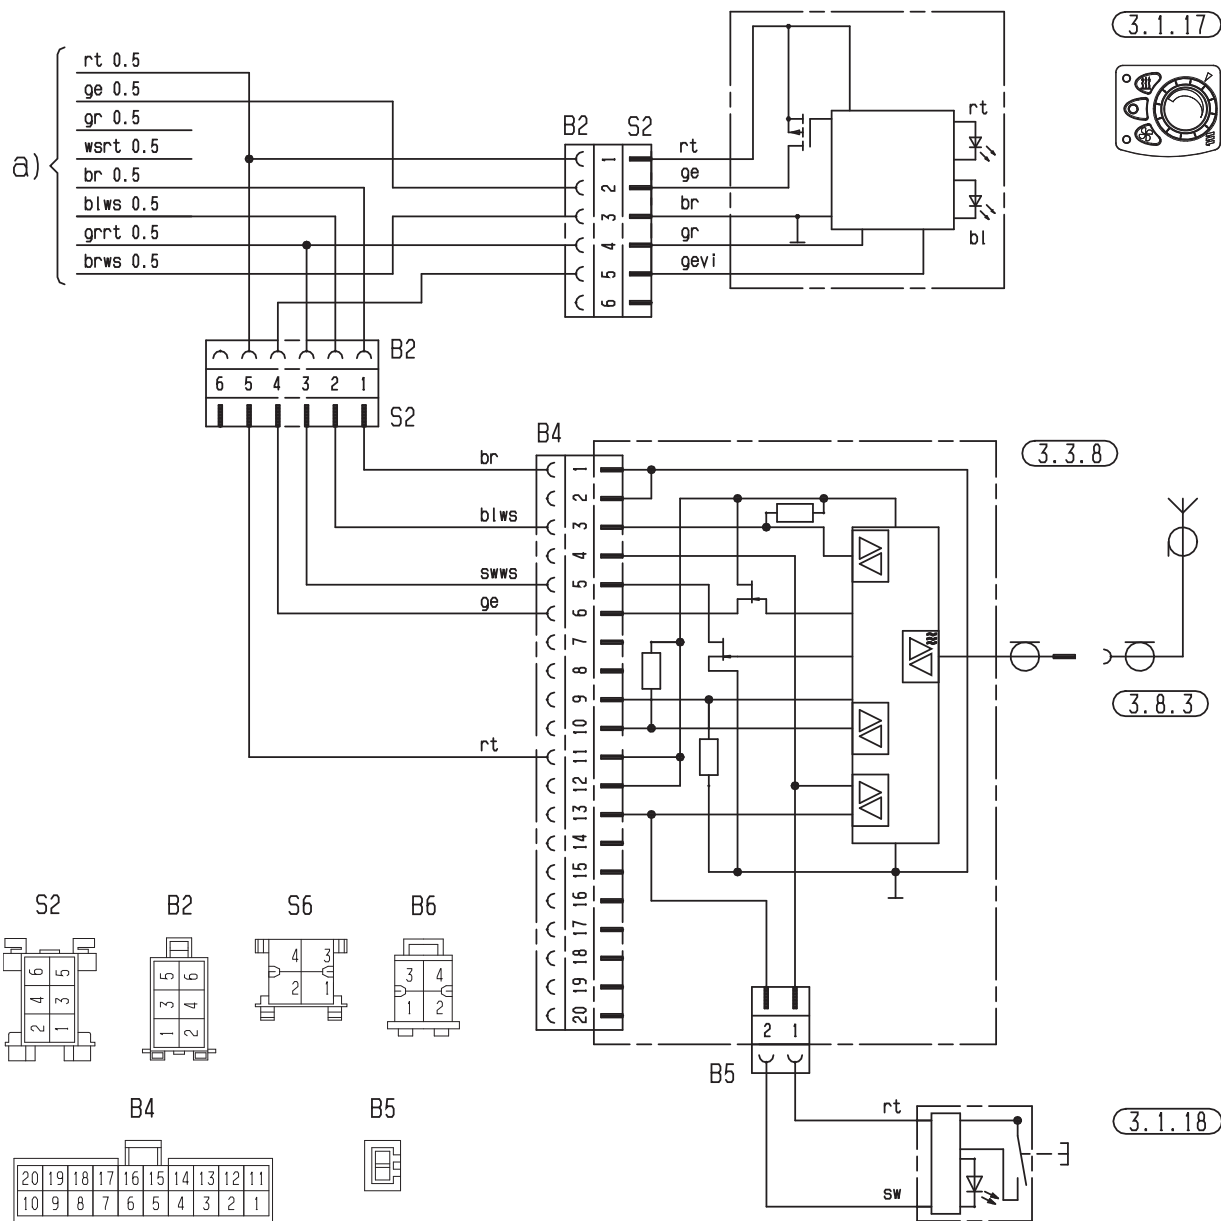 3.1.17
a)
rt 0.5
ge 0.5
gr 0.5
wsrt 0.5
br 0.5
blws 0.5
grrt 0.5
brws 0.5
B2 S2
1
2
3
4
5
6
rt
ge
br
gr
gevi
rt
bl
B2
6 5 4 3 2 1
S2
B4
3.3.8
br
blws
swws
ge
rt
1
2
3
4
5
6
7
8
9
10
11
12
13
14
15
16
17
18
19
20
3.8.3
2 1
B5
rt
sw
3.1.18
S2 B2 S6 B6
6 5
4 3
2 1
5 6
3 4
1 2
4 3
2 1
3 4
1 2
B4 B5
20 19 18 17 16 15 14 13 12 11
10 9 8 7 6 5 4 3 2 1